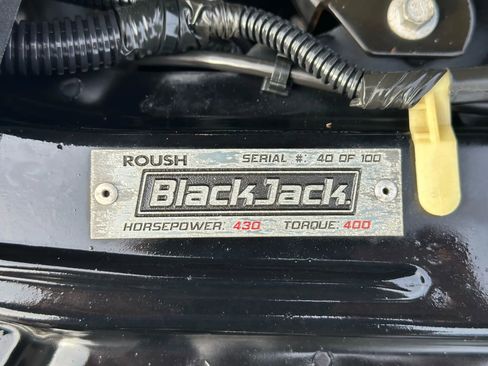 ROUSH SERIAL #: 40 OF 100
BlackJack
HORSEPOWER: 430 TORQUE: 400